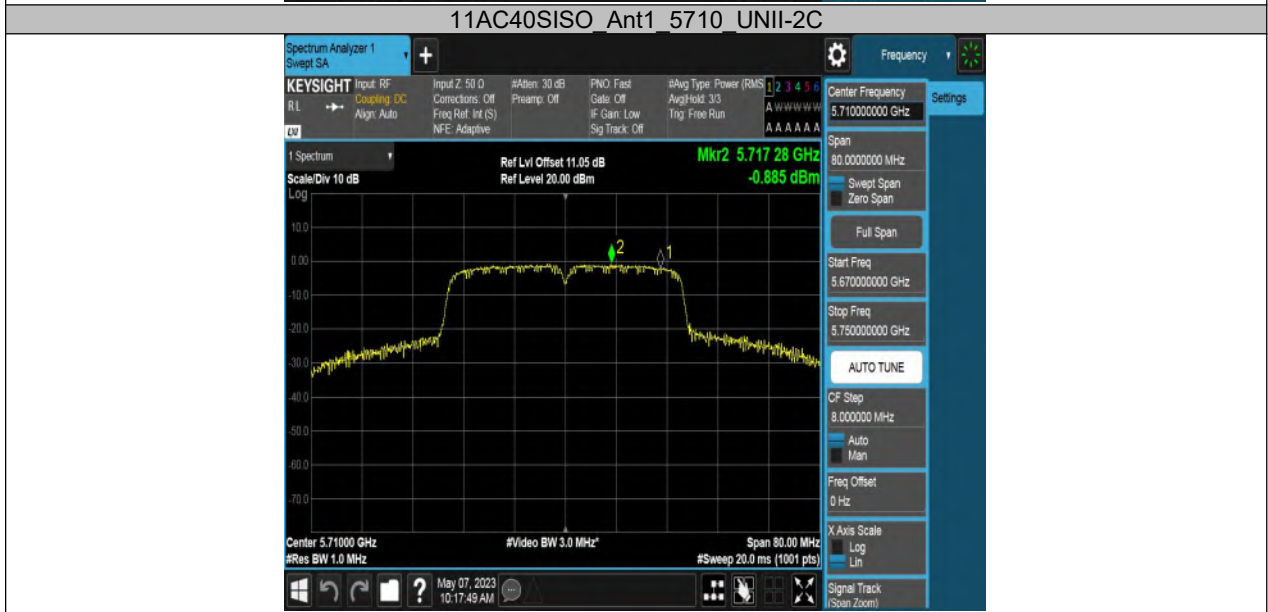 11AC40SISO_Ant1_5710_UNII-2C
Spectrum Analyzer 1
Swept SA
+
Frequency
KEYSIGHT
RL
LXI
Input: RF
Coupling: DC
Align: Auto
Input Z: 50 Ω
Corrections: Off
Freq Ref: Int (S)
NFE: Adaptive
#Atten: 30 dB
Preamp: Off
PNO: Fast
Gate: Off
IF Gain: Low
Sig Track: Off
#Avg Type: Power (RMS
Avg|Hold: 3/3
Trig: Free Run
1 2 3 4 5 6
A W W W W W
A A A A A A
1 Spectrum
Scale/Div 10 dB
Log
Ref Lvl Offset 11.05 dB
Ref Level 20.00 dBm
Mkr2 5.717 28 GHz
-0.885 dBm
10.0
0.00
-10.0
-20.0
-30.0
-40.0
-50.0
-60.0
-70.0
2
1
Center 5.71000 GHz
#Res BW 1.0 MHz
#Video BW 3.0 MHz*
Span 80.00 MHz
#Sweep 20.0 ms (1001 pts)
?
May 07, 2023
10:17:49 AM
Center Frequency
5.710000000 GHz
Settings
Span
80.0000000 MHz
Swept Span
Zero Span
Full Span
Start Freq
5.670000000 GHz
Stop Freq
5.750000000 GHz
AUTO TUNE
CF Step
8.000000 MHz
Auto
Man
Freq Offset
0 Hz
X Axis Scale
Log
Lin
Signal Track
(Span Zoom)